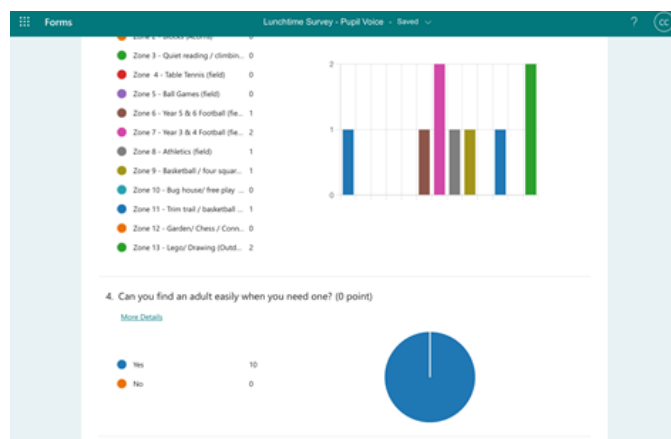 Forms
Lunchtime Survey - Pupil Voice - Saved
?
CC
Zone 2 - Blocks (Acorns) 0
Zone 3 - Quiet reading / climbin... 0
Zone 4 - Table Tennis (field) 0
Zone 5 - Ball Games (field) 0
Zone 6 - Year 5 & 6 Football (fie... 1
Zone 7 - Year 3 & 4 Football (fie... 2
Zone 8 - Athletics (field) 1
Zone 9 - Basketball / four squar... 1
Zone 10 - Bug house/ free play ... 0
Zone 11 - Trim trail / basketball ... 1
Zone 12 - Garden/ Chess / Conn... 0
Zone 13 - Lego/ Drawing (Outd... 2
2
1
0
4. Can you find an adult easily when you need one? (0 point)
More Details
Yes 10
No 0